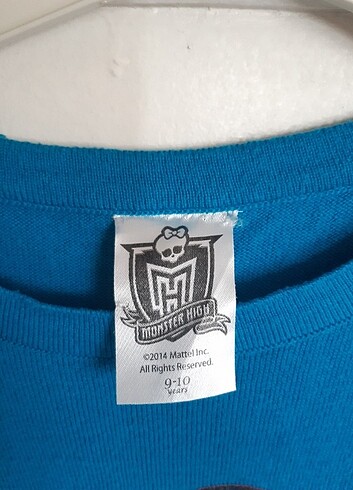 MH
MONSTER HIGH
©2014 Mattel Inc.
All Rights Reserved.
9-10
years